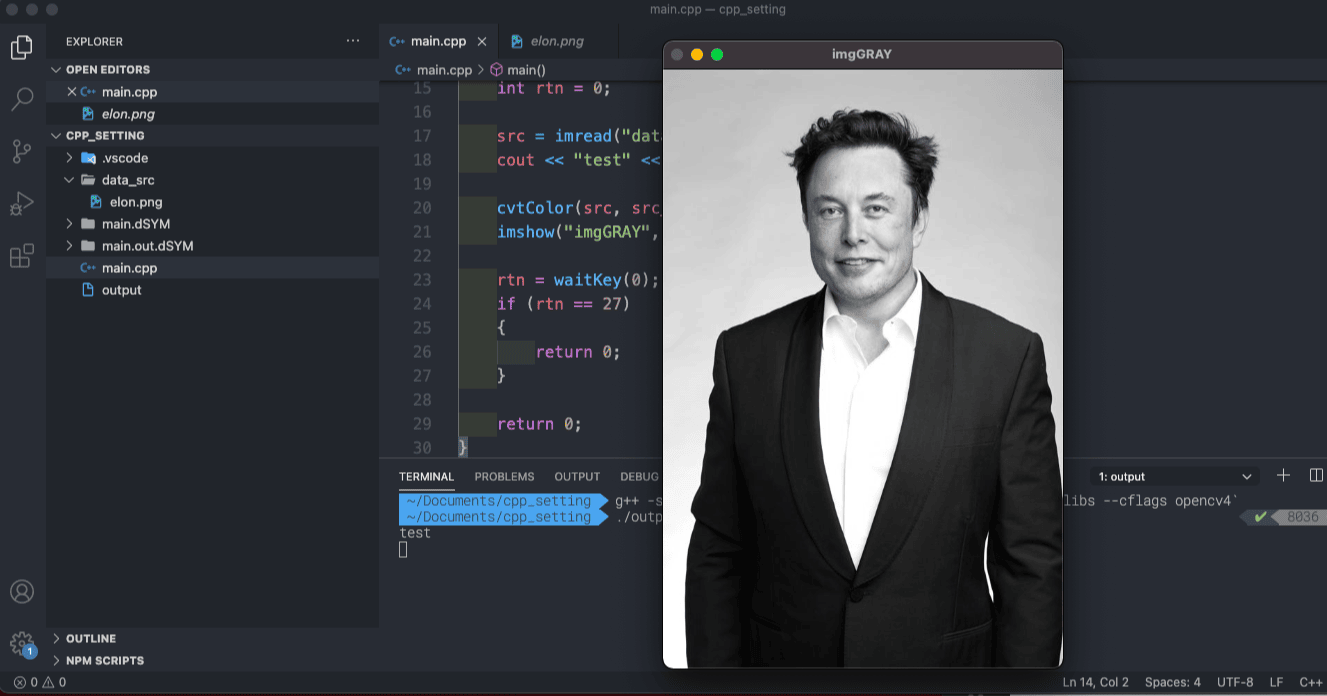 main.cpp — cpp_setting
EXPLORER
OPEN EDITORS
main.cpp
elon.png
CPP_SETTING
.vscode
data_src
elon.png
main.dSYM
main.out.dSYM
main.cpp
output
OUTLINE
NPM SCRIPTS
1
main.cpp
elon.png
main.cpp > main()
15 int rtn = 0;
16
17 src = imread("dat
18 cout << "test" <<
19
20 cvtColor(src, src_
21 imshow("imgGRAY",
22
23 rtn = waitKey(0);
24 if (rtn == 27)
25 {
26 return 0;
27 }
28
29 return 0;
30 }
imgGRAY
TERMINAL PROBLEMS OUTPUT DEBUG 1: output
~/Documents/cpp_setting g++ -s libs --cflags opencv4`
~/Documents/cpp_setting ./outp ✔ 8036
test
0 0 Ln 14, Col 2 Spaces: 4 UTF-8 LF C++